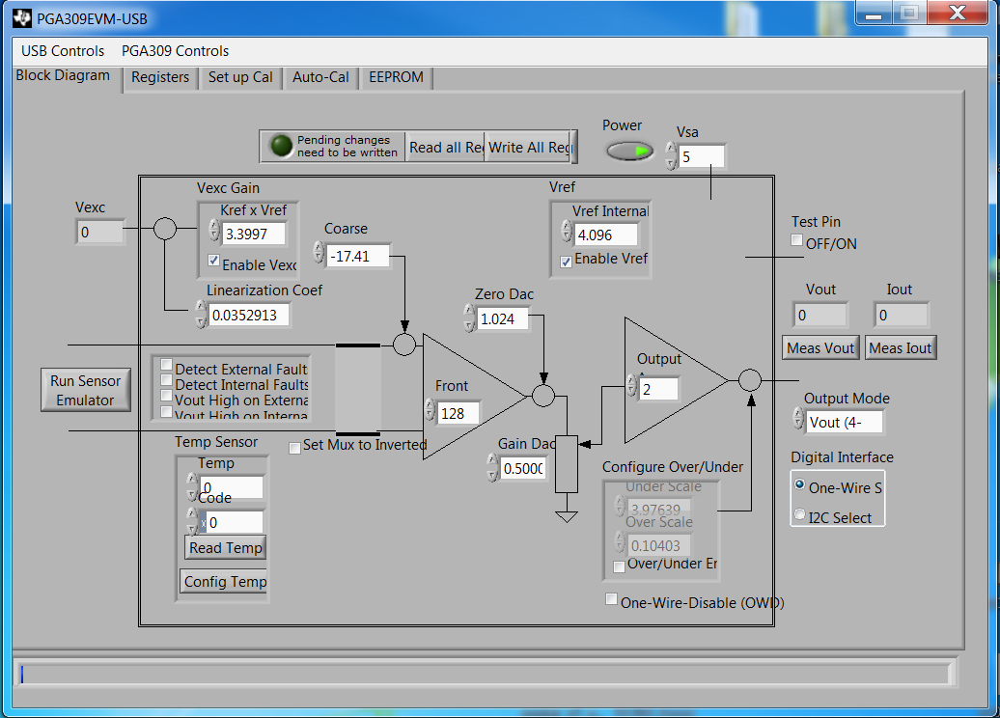 PGA309EVM-USB
USB Controls PGA309 Controls
Block Diagram Registers Set up Cal Auto-Cal EEPROM
Pending changes
need to be written
Read all Reg
Write All Reg
Power
Vsa
5
Vexc
0
Vexc Gain
Kref x Vref
3.3997
Enable Vexc
Linearization Coef
0.0352913
Coarse
-17.41
Vref
Vref Internal
4.096
Enable Vref
Test Pin
OFF/ON
Zero Dac
1.024
Vout
0
Meas Vout
Iout
0
Meas Iout
Run Sensor
Emulator
Detect External Faults
Detect Internal Faults
Vout High on Externa
Vout High on Interna
Front
128
Output
2
Output Mode
Vout (4-
Set Mux to Inverted
Gain Dac
0.5000
Temp Sensor
Temp
0
Code
x 0
Read Temp
Config Temp
Configure Over/Under
Under Scale
3.97639
Over Scale
0.10403
Over/Under Er
One-Wire-Disable (OWD)
Digital Interface
One-Wire S
I2C Select